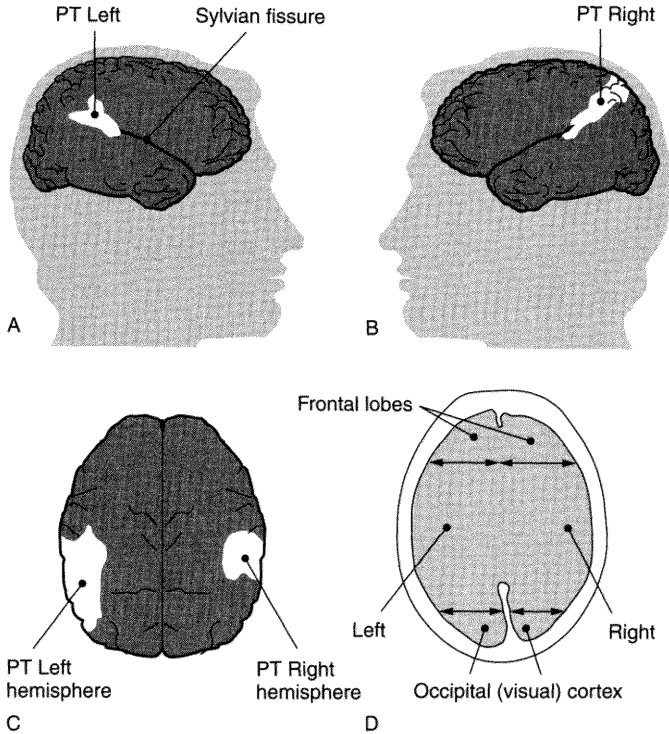 PT Left
Sylvian fissure
PT Right
A
B
Frontal lobes
Left
Right
PT Left
hemisphere
PT Right
hemisphere
Occipital (visual) cortex
C
D